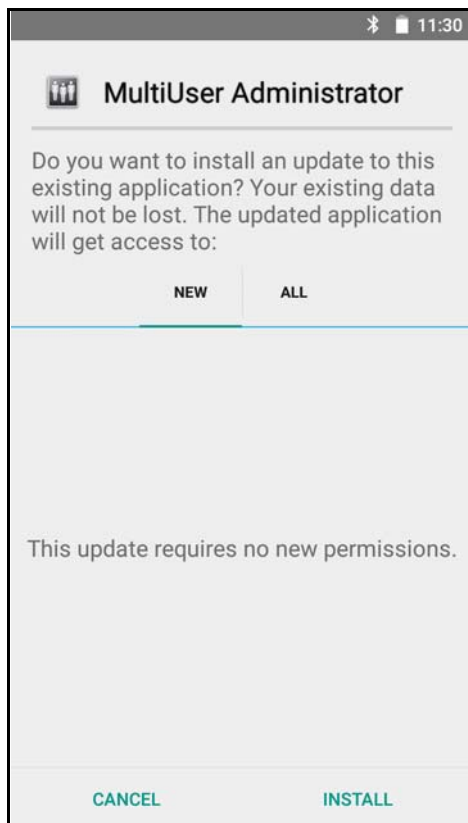 11:30
MultiUser Administrator
Do you want to install an update to this
existing application? Your existing data
will not be lost. The updated application
will get access to:
NEW ALL
This update requires no new permissions.
CANCEL INSTALL